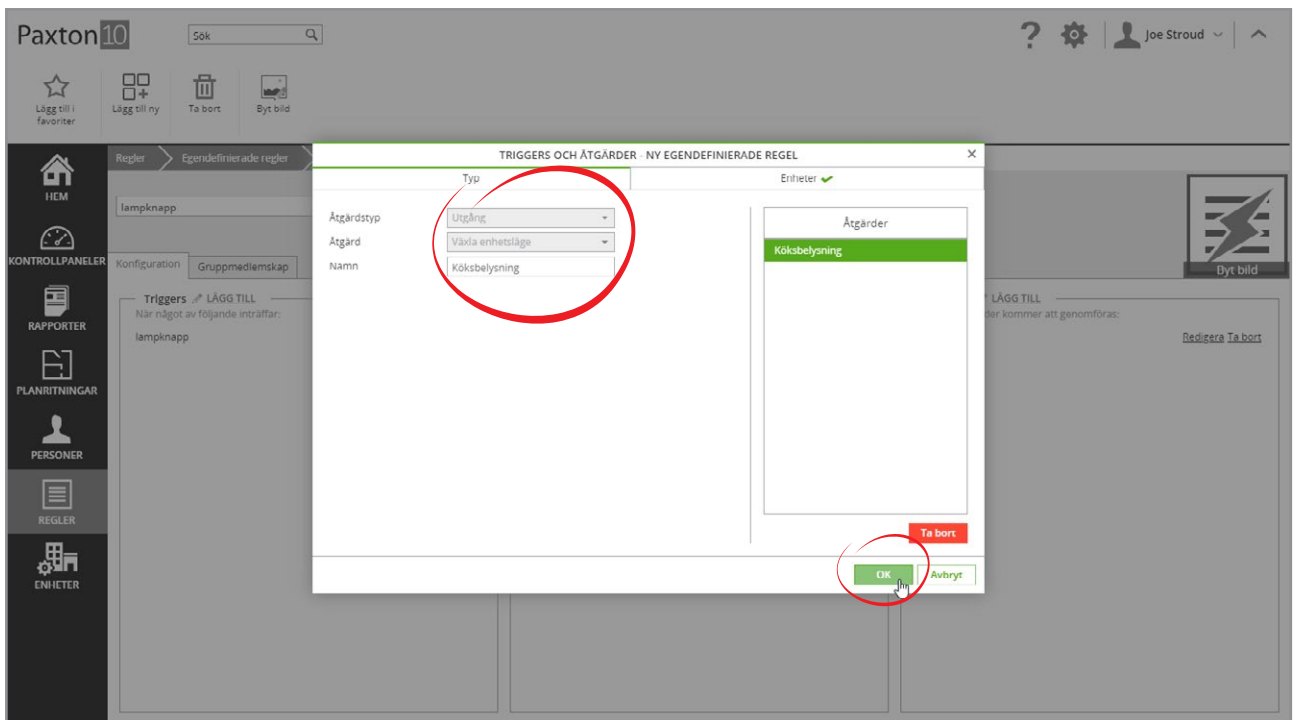 Paxton10
Sök
? Joe Stroud
Lägg till i favoriter
Lägg till ny
Ta bort
Byt bild
HEM
KONTROLLPANELER
RAPPORTER
PLANRITNINGAR
PERSONER
REGLER
ENHETER
Regler Egendefinierade regler
lampknapp
Konfiguration Gruppmedlemskap
Triggers LÄGG TILL
När något av följande inträffar:
lampknapp
TRIGGERS OCH ÅTGÄRDER - NY EGENDEFINIERADE REGEL X
Typ Enheter
Åtgärdstyp Utgång
Åtgärd Växla enhetsläge
Namn Köksbelysning
Åtgärder
Köksbelysning
Ta bort
OK Avbryt
Byt bild
LÄGG TILL
der kommer att genomföras:
Redigera Ta bort